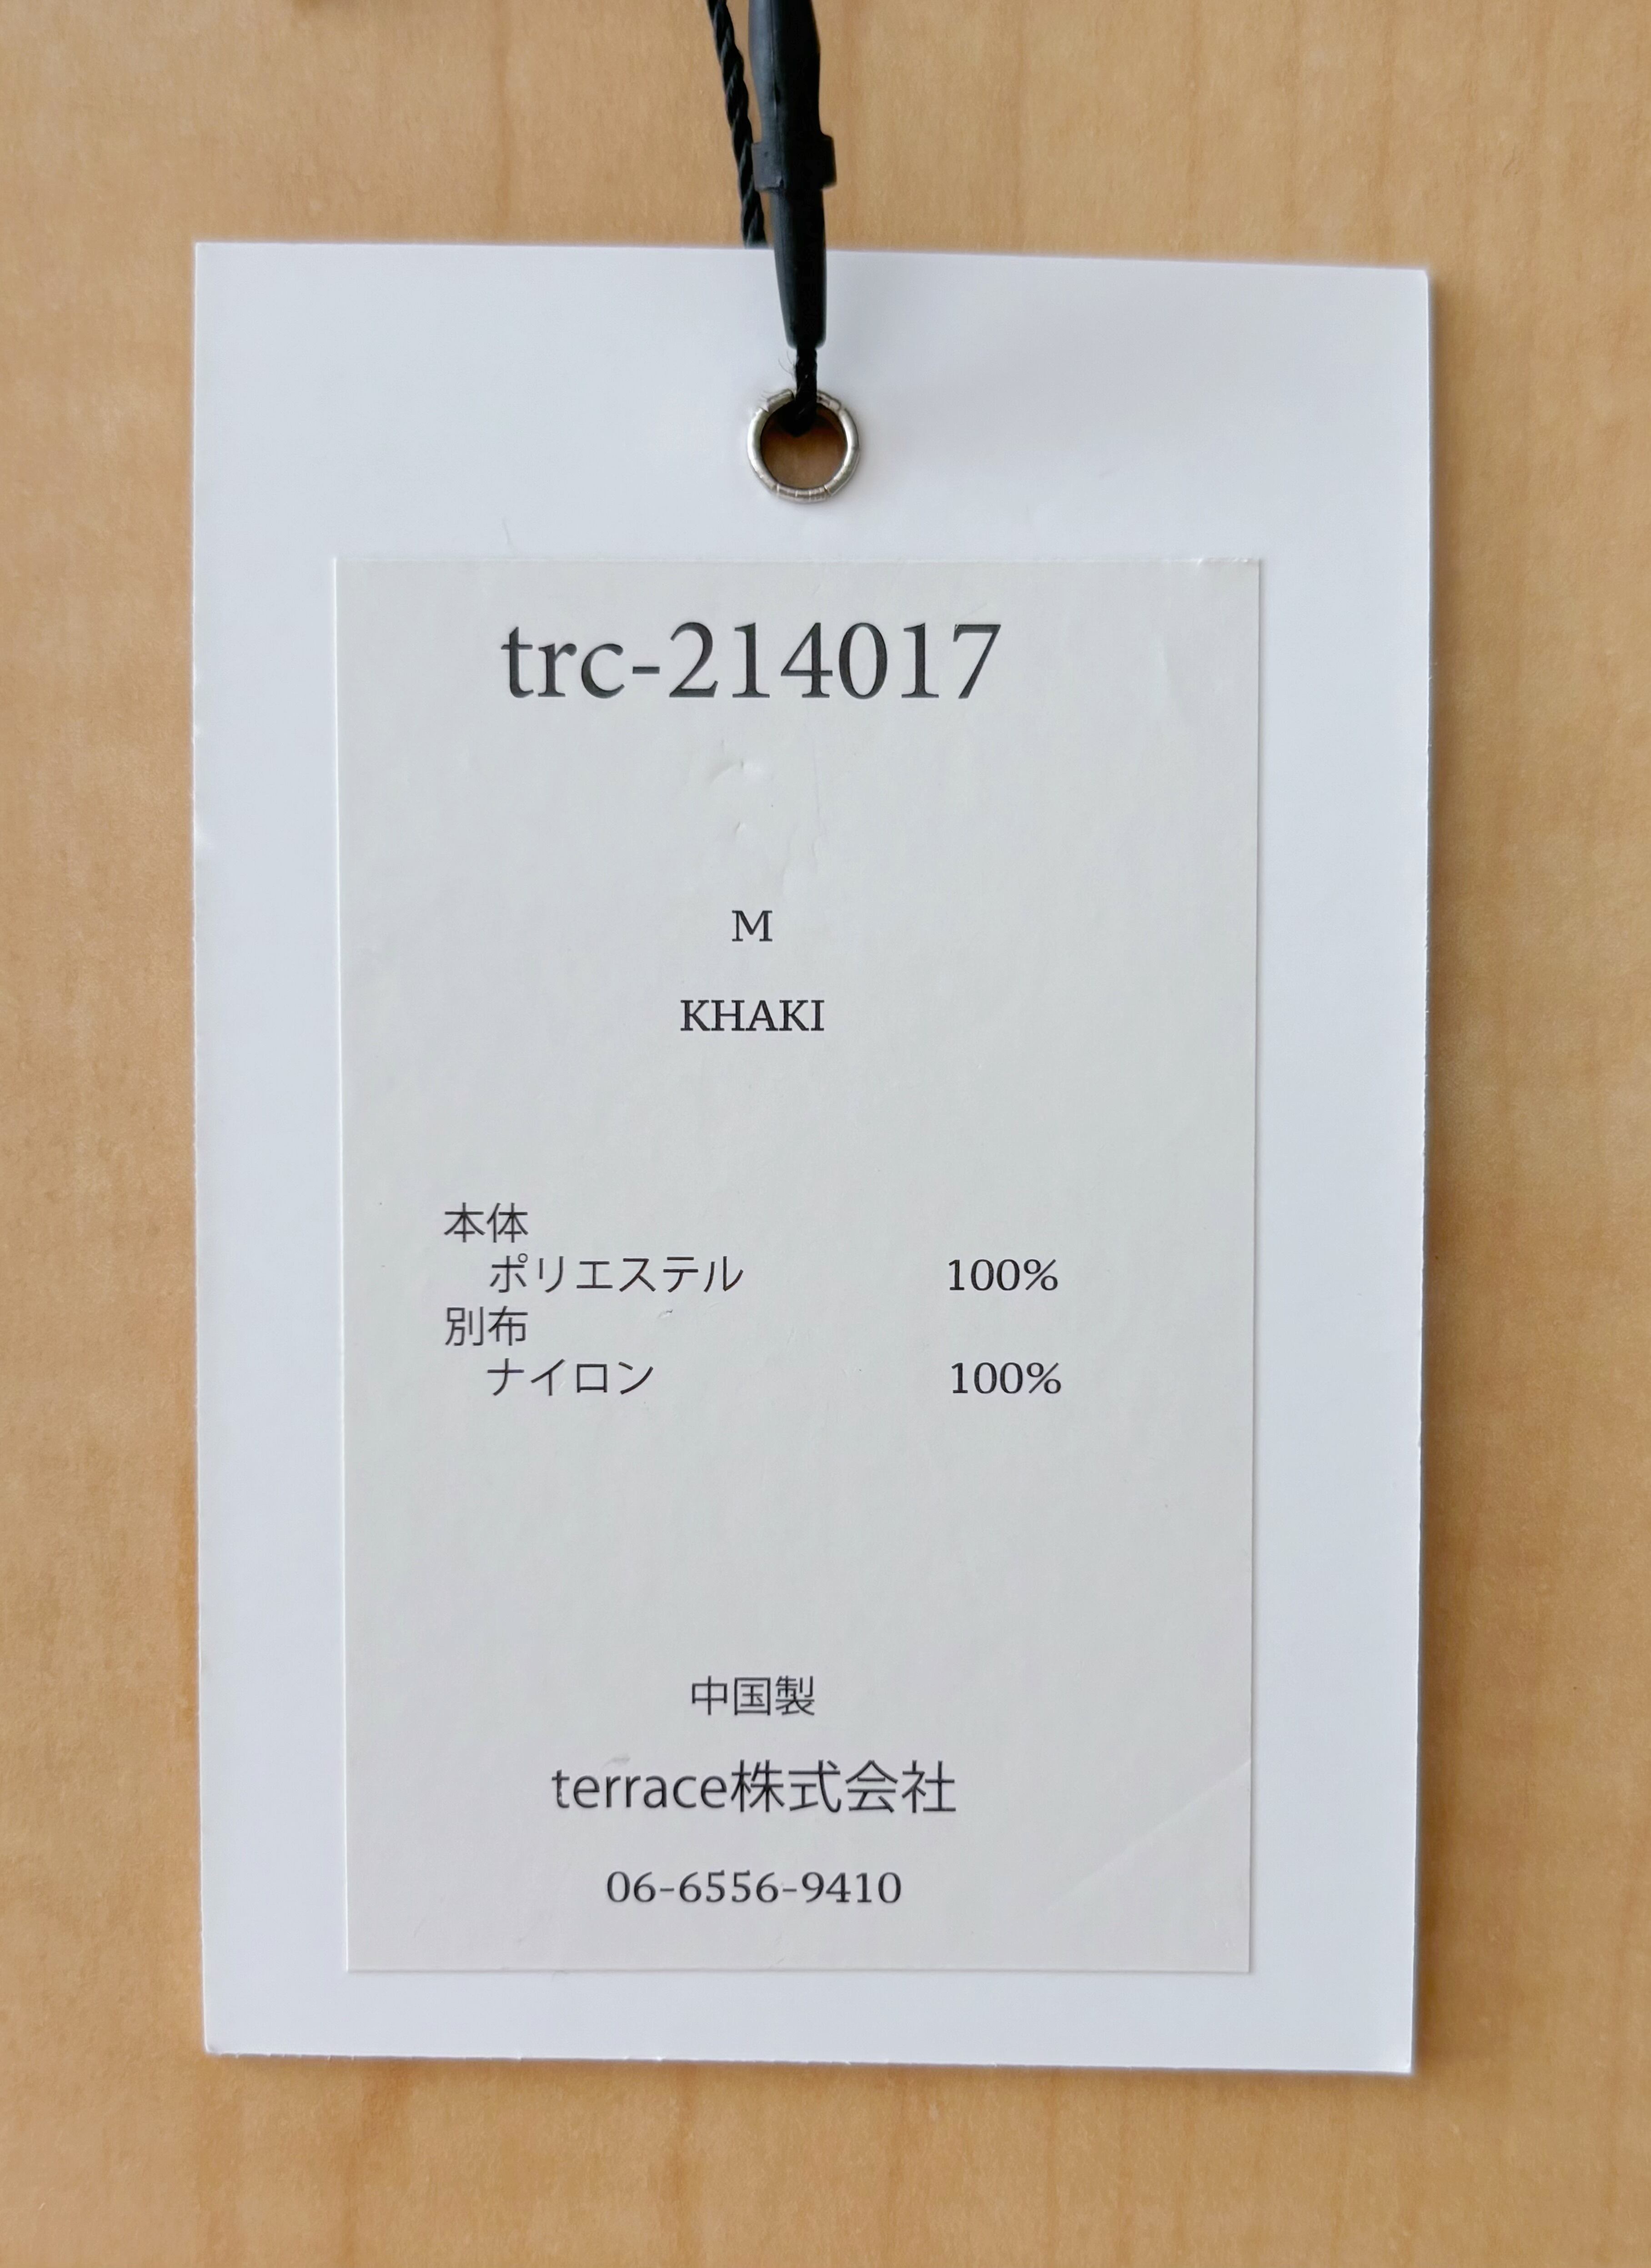 trc-214017
M
KHAKI
本体
ポリエステル 100%
別布
ナイロン 100%
中国製
terrace株式会社
06-6556-9410